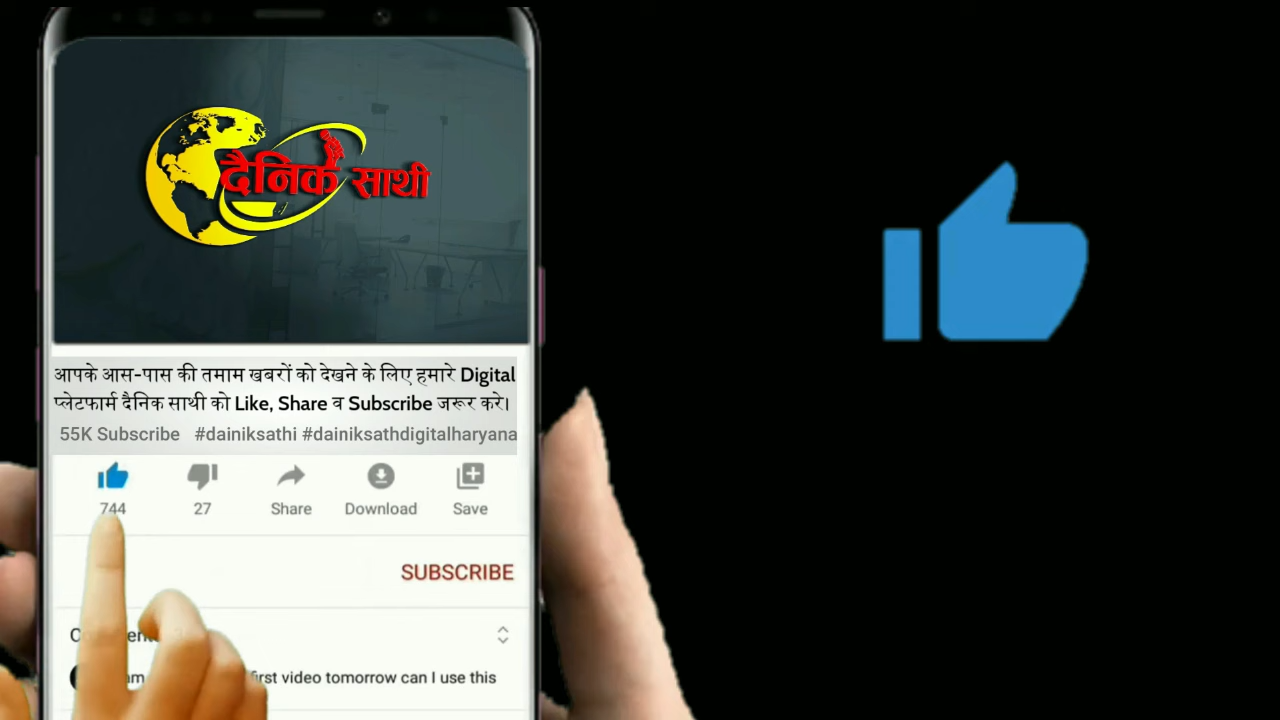 दैनिक साथी
आपके आस-पास की तमाम खबरों को देखने के लिए हमारे Digital
प्लेटफार्म दैनिक साथी को Like, Share व Subscribe जरूर करे।
55K Subscribe #dainiksathi #dainiksathdigitalharyana
744 27 Share Download Save
SUBSCRIBE
first video tomorrow can I use this